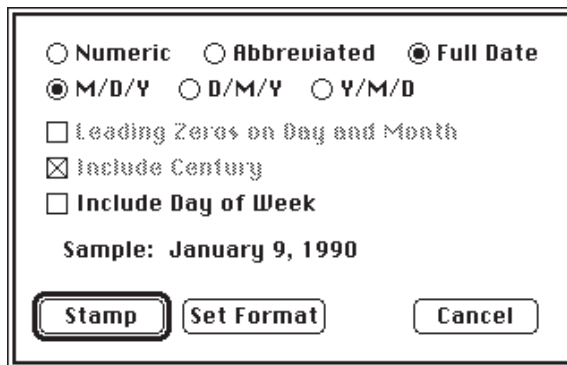 Numeric Abbreviated Full Date
M/D/Y D/M/Y Y/M/D
Leading Zeros on Day and Month
Include Century
Include Day of Week
Sample: January 9, 1990
Stamp Set Format Cancel